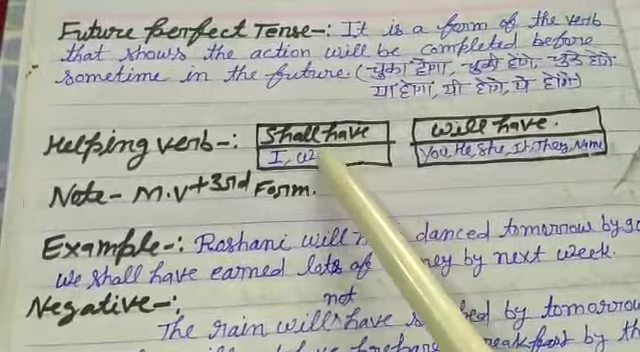 Future perfect Tense-: It is a form of the verb
that shows the action will be completed before
sometime in the future. (चुका होगा, चुकी होगी, चुके होंगे
या होगा, यी होगी, ये होंगे)
Helping verb-: Shall have will have.
I, we You, He, She, It, They, Name
Note- M.V+3rd Form.
Example-: Roshani will danced tomorrow by
we shall have earned lots of by next week.
Negative-:
not
The rain will have by tomorrow
have by